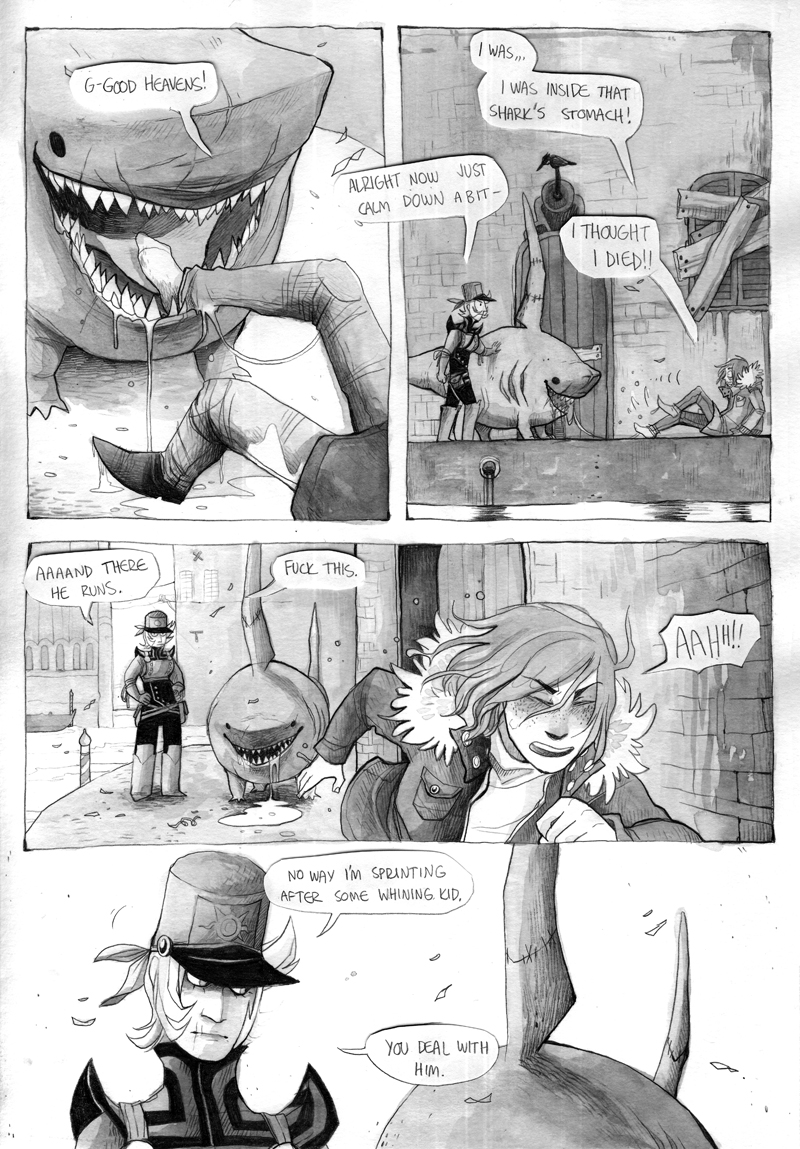 G-GOOD HEAVENS!
I WAS...
I WAS INSIDE THAT
SHARK'S STOMACH!
ALRIGHT NOW JUST
CALM DOWN A BIT-
I THOUGHT
I DIED!!
AAAAND THERE
HE RUNS.
FUCK THIS.
AAHH!!
NO WAY I'M SPRINTING
AFTER SOME WHINING KID.
YOU DEAL WITH
HIM.